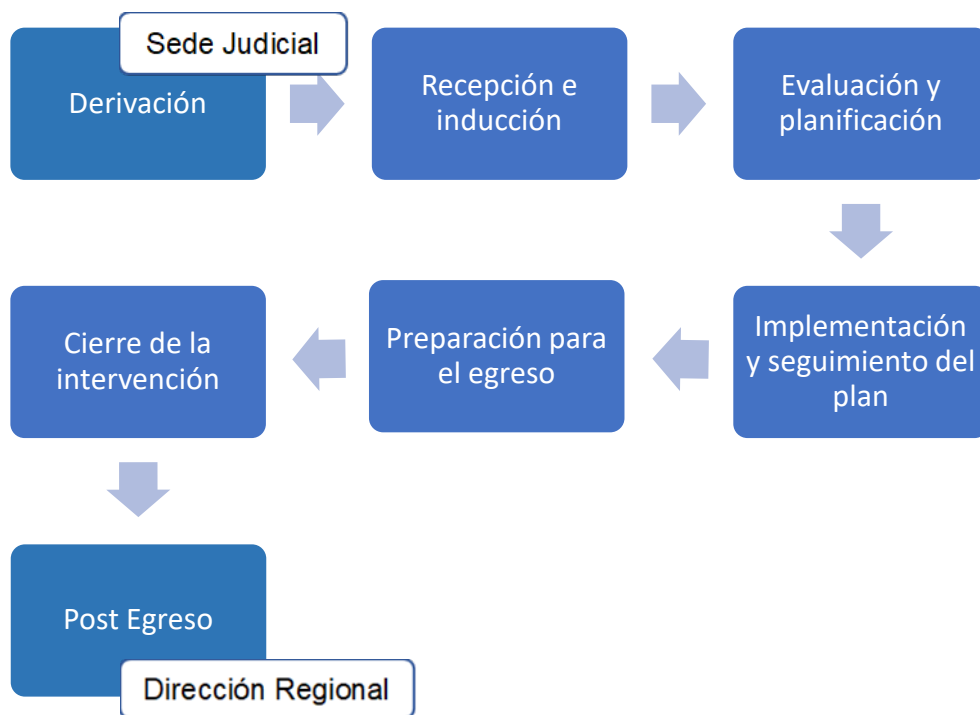 Sede Judicial
Derivación
Recepción e
inducción
Evaluación y
planificación
Implementación
y seguimiento del
plan
Preparación para
el egreso
Cierre de la
intervención
Post Egreso
Dirección Regional